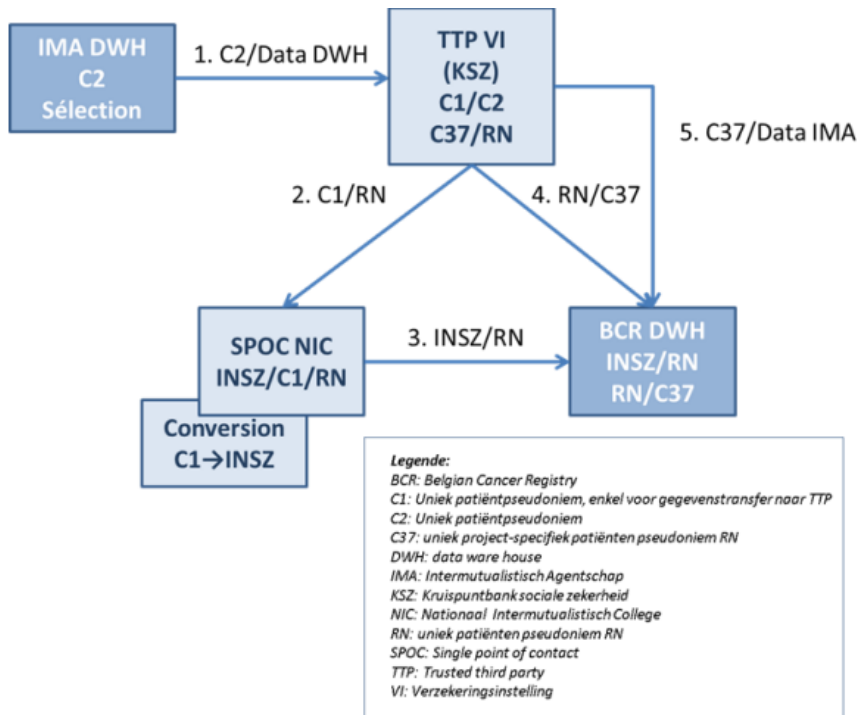 IMA DWH
C2
Sélection
1. C2/Data DWH
TTP VI
(KSZ)
C1/C2
C37/RN
5. C37/Data IMA
2. C1/RN
4. RN/C37
SPOC NIC
INSZ/C1/RN
3. INSZ/RN
BCR DWH
INSZ/RN
RN/C37
Conversion
C1→INSZ
Legende:
BCR: Belgian Cancer Registry
C1: Uniek patiëntpseudoniem, enkel voor gegevenstransfer naar TTP
C2: Uniek patiëntpseudoniem
C37: uniek project-specifiek patiënten pseudoniem RN
DWH: data ware house
IMA: Intermutualistisch Agentschap
KSZ: Kruispuntbank sociale zekerheid
NIC: Nationaal Intermutualistisch College
RN: uniek patiënten pseudoniem RN
SPOC: Single point of contact
TTP: Trusted third party
VI: Verzekeringsinstelling